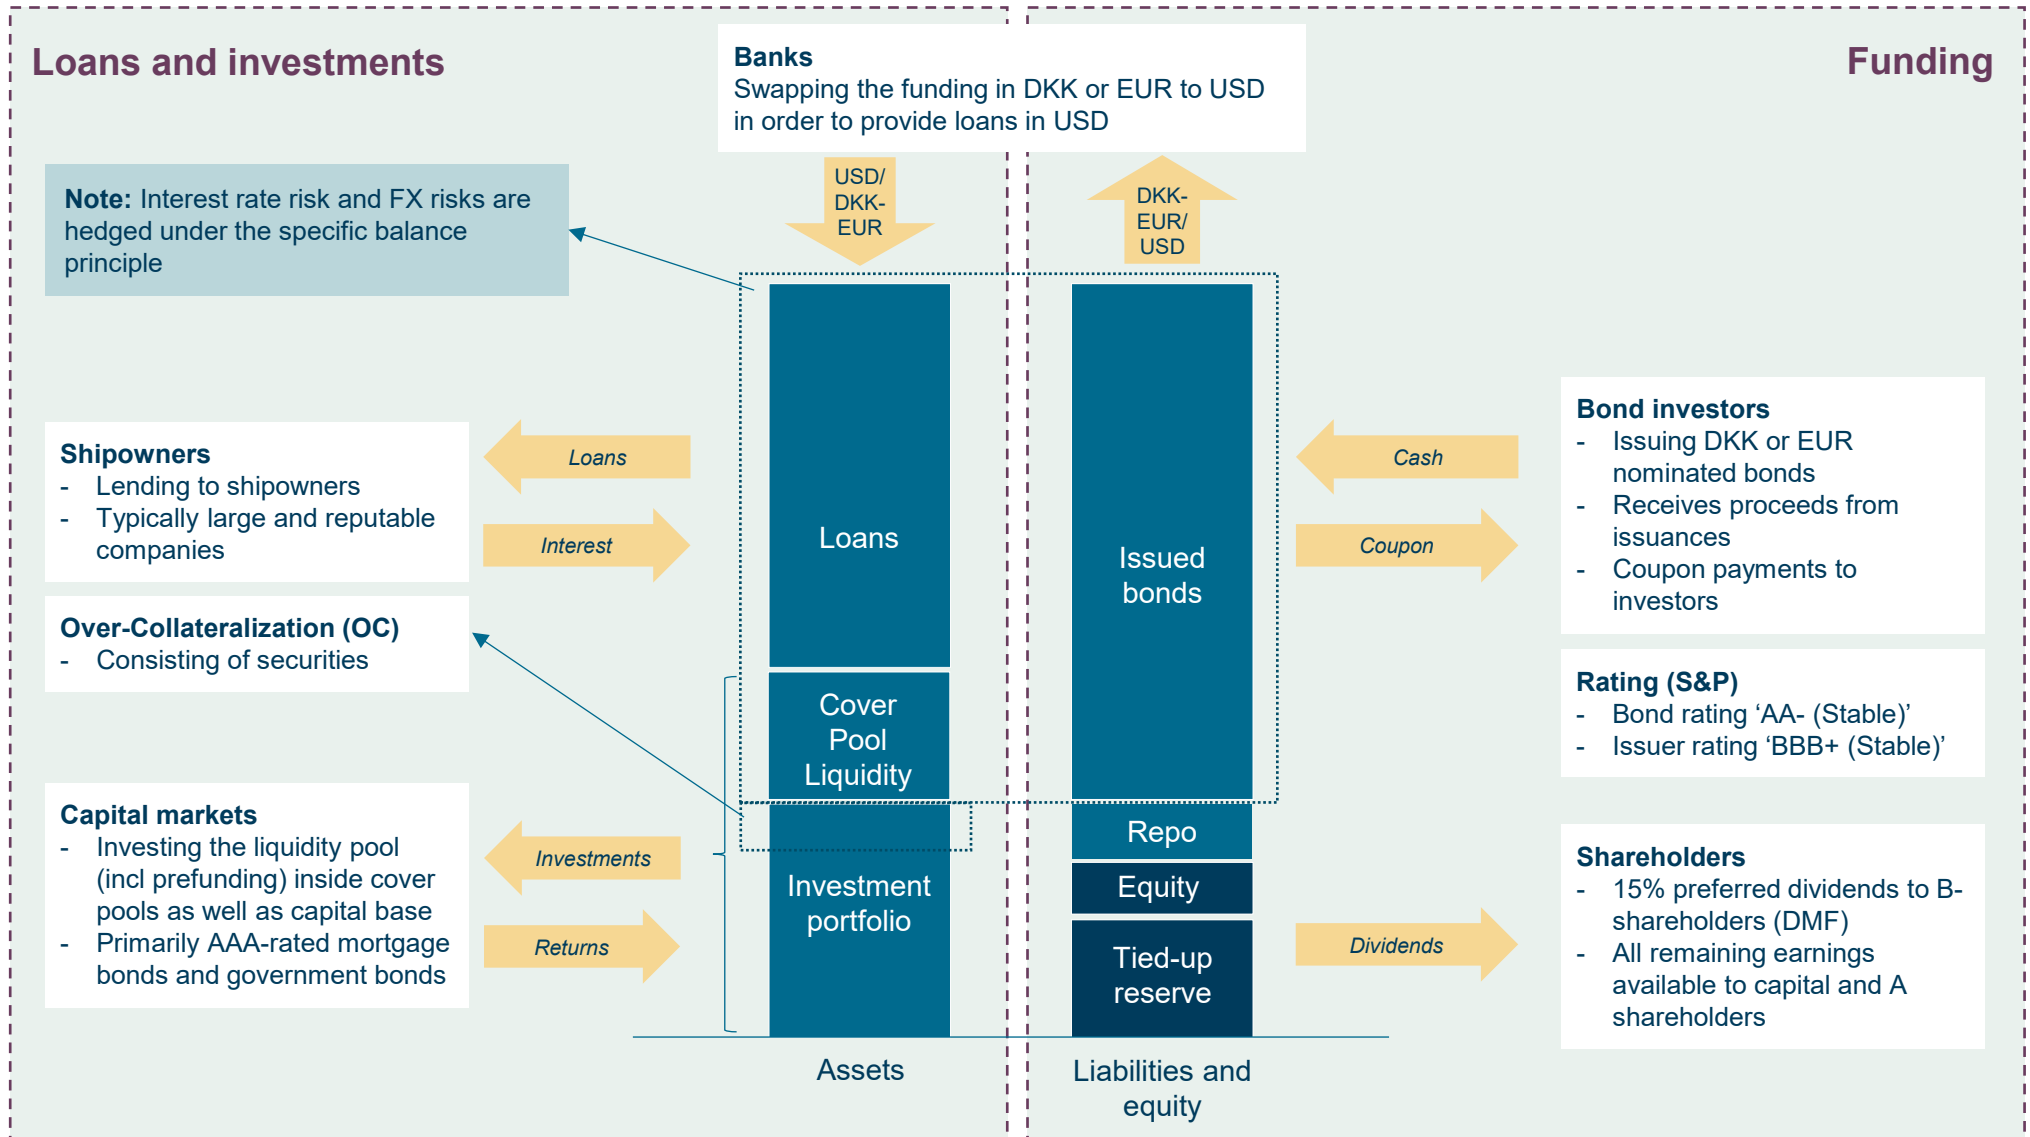 Loans and investments
Funding
Banks
Swapping the funding in DKK or EUR to USD
in order to provide loans in USD
USD/
DKK-
EUR
DKK-
EUR/
USD
Note: Interest rate risk and FX risks are
hedged under the specific balance
principle
Shipowners
- Lending to shipowners
- Typically large and reputable
companies
Loans
Interest
Over-Collateralization (OC)
- Consisting of securities
Capital markets
- Investing the liquidity pool
(incl prefunding) inside cover
pools as well as capital base
- Primarily AAA-rated mortgage
bonds and government bonds
Investments
Returns
Loans
Cover
Pool
Liquidity
Investment
portfolio
Assets
Issued
bonds
Repo
Equity
Tied-up
reserve
Liabilities and
equity
Cash
Coupon
Dividends
Bond investors
- Issuing DKK or EUR
nominated bonds
- Receives proceeds from
issuances
- Coupon payments to
investors
Rating (S&P)
- Bond rating ‘AA- (Stable)’
- Issuer rating ‘BBB+ (Stable)’
Shareholders
- 15% preferred dividends to B-
shareholders (DMF)
- All remaining earnings
available to capital and A
shareholders